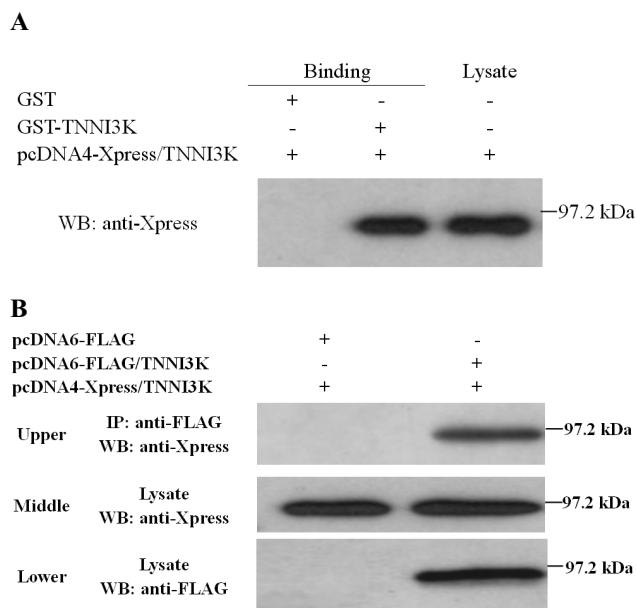 A
Binding Lysate
GST + - -
GST-TNNI3K - + -
pcDNA4-Xpress/TNNI3K + + +
WB: anti-Xpress 97.2 kDa
B
pcDNA6-FLAG + -
pcDNA6-FLAG/TNNI3K - +
pcDNA4-Xpress/TNNI3K + +
Upper IP: anti-FLAG WB: anti-Xpress 97.2 kDa
Middle Lysate WB: anti-Xpress 97.2 kDa
Lower Lysate WB: anti-FLAG 97.2 kDa